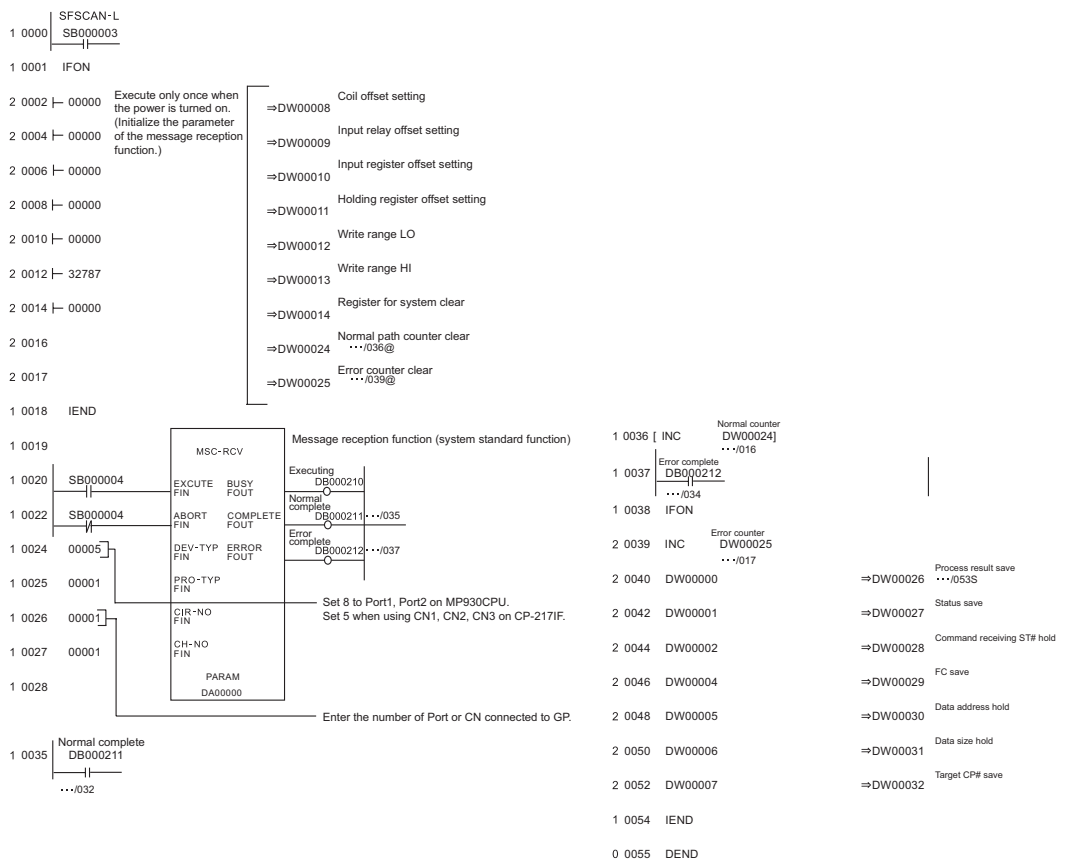 SFSCAN-L
1 0000 SB000003
1 0001 IFON
2 0002 00000 ⇒DW00008 Coil offset setting
Execute only once when
the power is turned on.
(Initialize the parameter
of the message reception
function.)
2 0004 00000 ⇒DW00009 Input relay offset setting
2 0006 00000 ⇒DW00010 Input register offset setting
2 0008 00000 ⇒DW00011 Holding register offset setting
2 0010 00000 ⇒DW00012 Write range LO
2 0012 32787 ⇒DW00013 Write range HI
2 0014 00000 ⇒DW00014 Register for system clear
2 0016 ⇒DW00024 Normal path counter clear
···/036@
2 0017 ⇒DW00025 Error counter clear
···/039@
1 0018 IEND
1 0019 MSC-RCV Message reception function (system standard function)
Executing
1 0020 SB000004 EXCUTE BUSY DB000210
FIN FOUT
Normal
complete
1 0022 SB000004 ABORT COMPLETE DB000211 ···/035
FIN FOUT
Error
complete
1 0024 00005 DEV-TYP ERROR DB000212 ···/037
FIN FOUT
1 0025 00001 PRO-TYP
FIN
Set 8 to Port1, Port2 on MP930CPU.
Set 5 when using CN1, CN2, CN3 on CP-217IF.
1 0026 00001 CIR-NO
FIN
1 0027 00001 CH-NO
FIN
1 0028 PARAM
DA00000
Enter the number of Port or CN connected to GP.
Normal complete
1 0035 DB000211
···/032
Normal counter
1 0036 [ INC DW00024]
···/016
Error complete
1 0037 DB000212
···/034
1 0038 IFON
Error counter
2 0039 INC DW00025
···/017
2 0040 DW00000 ⇒DW00026 Process result save
···/053S
2 0042 DW00001 ⇒DW00027 Status save
2 0044 DW00002 ⇒DW00028 Command receiving ST# hold
2 0046 DW00004 ⇒DW00029 FC save
2 0048 DW00005 ⇒DW00030 Data address hold
2 0050 DW00006 ⇒DW00031 Data size hold
2 0052 DW00007 ⇒DW00032 Target CP# save
1 0054 IEND
0 0055 DEND